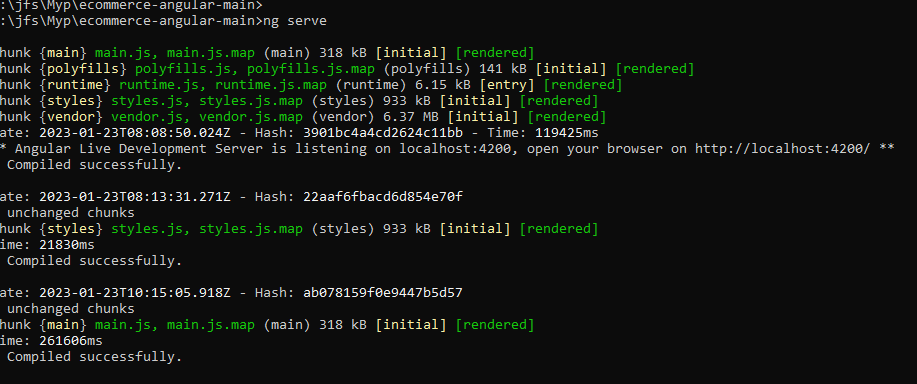 :\jfs\Myp\ecommerce-angular-main>
:\jfs\Myp\ecommerce-angular-main>ng serve
hunk {main} main.js, main.js.map (main) 318 kB [initial] [rendered]
hunk {polyfills} polyfills.js, polyfills.js.map (polyfills) 141 kB [initial] [rendered]
hunk {runtime} runtime.js, runtime.js.map (runtime) 6.15 kB [entry] [rendered]
hunk {styles} styles.js, styles.js.map (styles) 933 kB [initial] [rendered]
hunk {vendor} vendor.js, vendor.js.map (vendor) 6.37 MB [initial] [rendered]
ate: 2023-01-23T08:08:50.024Z - Hash: 3901bc4a4cd2624c11bb - Time: 119425ms
* Angular Live Development Server is listening on localhost:4200, open your browser on http://localhost:4200/ **
Compiled successfully.
ate: 2023-01-23T08:13:31.271Z - Hash: 22aaf6fbacd6d854e70f
unchanged chunks
hunk {styles} styles.js, styles.js.map (styles) 933 kB [initial] [rendered]
ime: 21830ms
Compiled successfully.
ate: 2023-01-23T10:15:05.918Z - Hash: ab078159f0e9447b5d57
unchanged chunks
hunk {main} main.js, main.js.map (main) 318 kB [initial] [rendered]
ime: 261606ms
Compiled successfully.